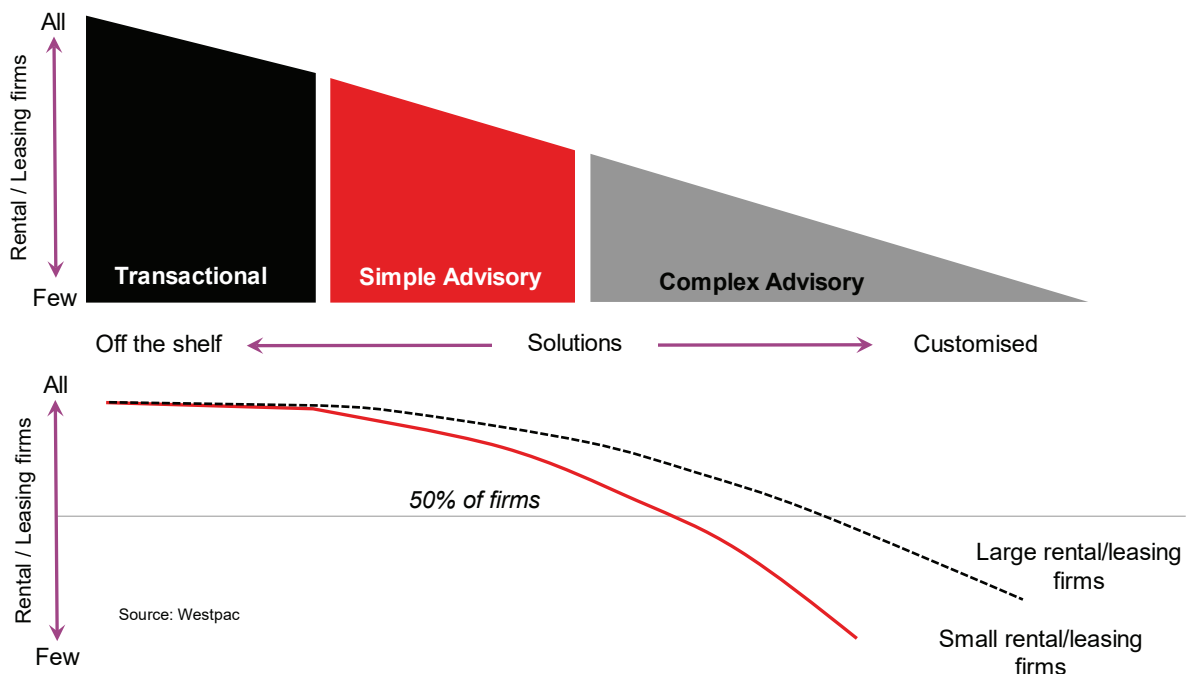 All
Rental / Leasing firms
Few
Transactional
Simple Advisory
Complex Advisory
Off the shelf
Solutions
Customised
All
Rental / Leasing firms
50% of firms
Large rental/leasing
firms
Source: Westpac
Small rental/leasing
firms
Few